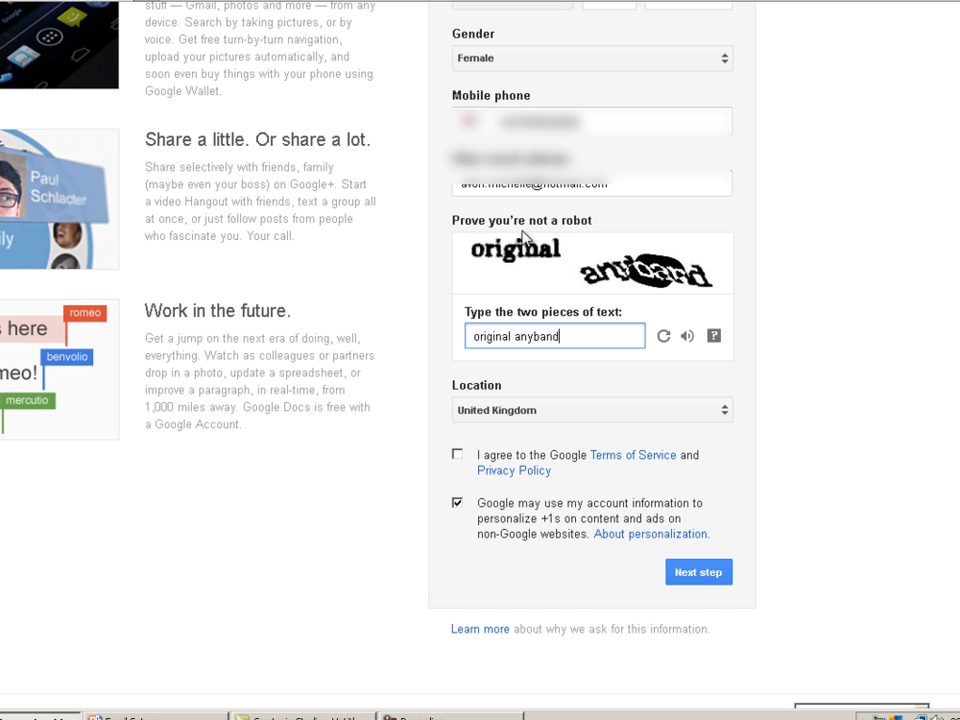 stuff — Gmail, photos and more — from any
device. Search by taking pictures, or by
voice. Get free turn-by-turn navigation,
upload your pictures automatically, and
soon even buy things with your phone using
Google Wallet.
Share a little. Or share a lot.
Share selectively with friends, family
(maybe even your boss) on Google+. Start
a video Hangout with friends, text a group all
at once, or just follow posts from people
who fascinate you. Your call.
Paul
Schlacter
ily
Work in the future.
Get a jump on the next era of doing, well,
everything. Watch as colleagues or partners
drop in a photo, update a spreadsheet, or
improve a paragraph, in real-time, from
1,000 miles away. Google Docs is free with
a Google Account.
romeo
s here
benvolio
meo!
mercutio
Gender
Female
Mobile phone
avon.michelle@hotmail.com
Prove you're not a robot
original
Type the two pieces of text:
original anyband
Location
United Kingdom
I agree to the Google Terms of Service and
Privacy Policy
Google may use my account information to
personalize +1s on content and ads on
non-Google websites. About personalization.
Next step
Learn more about why we ask for this information.